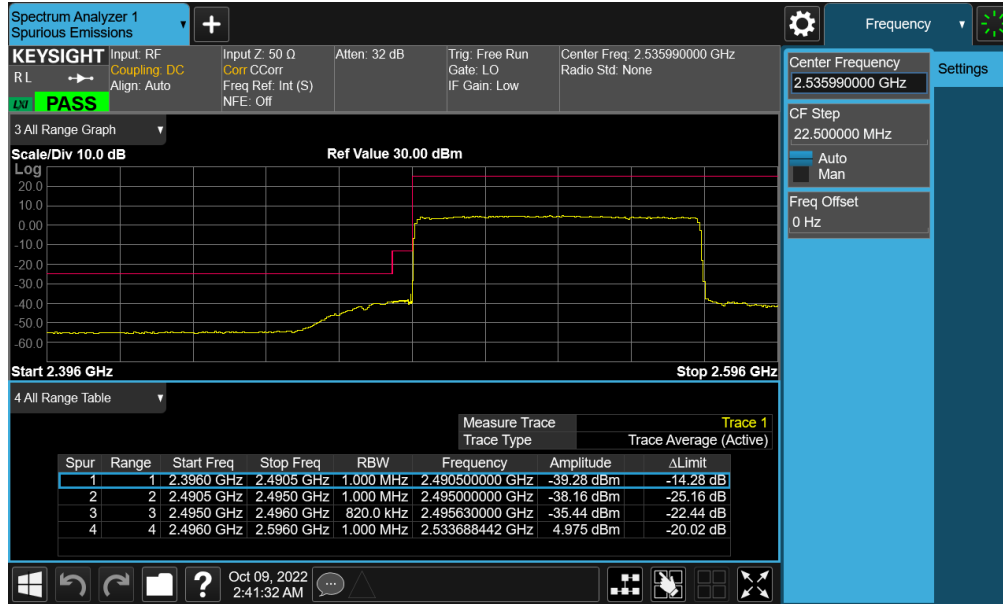 Spectrum Analyzer 1
Spurious Emissions
+
Frequency
KEYSIGHT
Input: RF
Coupling: DC
Align: Auto
Input Z: 50 Ω
Corr CCorr
Freq Ref: Int (S)
NFE: Off
Atten: 32 dB
Trig: Free Run
Gate: LO
IF Gain: Low
Center Freq: 2.535990000 GHz
Radio Std: None
R L
LXI
PASS
3 All Range Graph
Scale/Div 10.0 dB
Ref Value 30.00 dBm
Log
20.0
10.0
0.00
-10.0
-20.0
-30.0
-40.0
-50.0
-60.0
Start 2.396 GHz
Stop 2.596 GHz
4 All Range Table
Measure Trace Trace 1
Trace Type Trace Average (Active)
Spur Range Start Freq Stop Freq RBW Frequency Amplitude ΔLimit
1 1 2.3960 GHz 2.4905 GHz 1.000 MHz 2.490500000 GHz -39.28 dBm -14.28 dB
2 2 2.4905 GHz 2.4950 GHz 1.000 MHz 2.495000000 GHz -38.16 dBm -25.16 dB
3 3 2.4950 GHz 2.4960 GHz 820.0 kHz 2.495630000 GHz -35.44 dBm -22.44 dB
4 4 2.4960 GHz 2.5960 GHz 1.000 MHz 2.533688442 GHz 4.975 dBm -20.02 dB
Center Frequency
2.535990000 GHz
Settings
CF Step
22.500000 MHz
Auto
Man
Freq Offset
0 Hz
?
Oct 09, 2022
2:41:32 AM